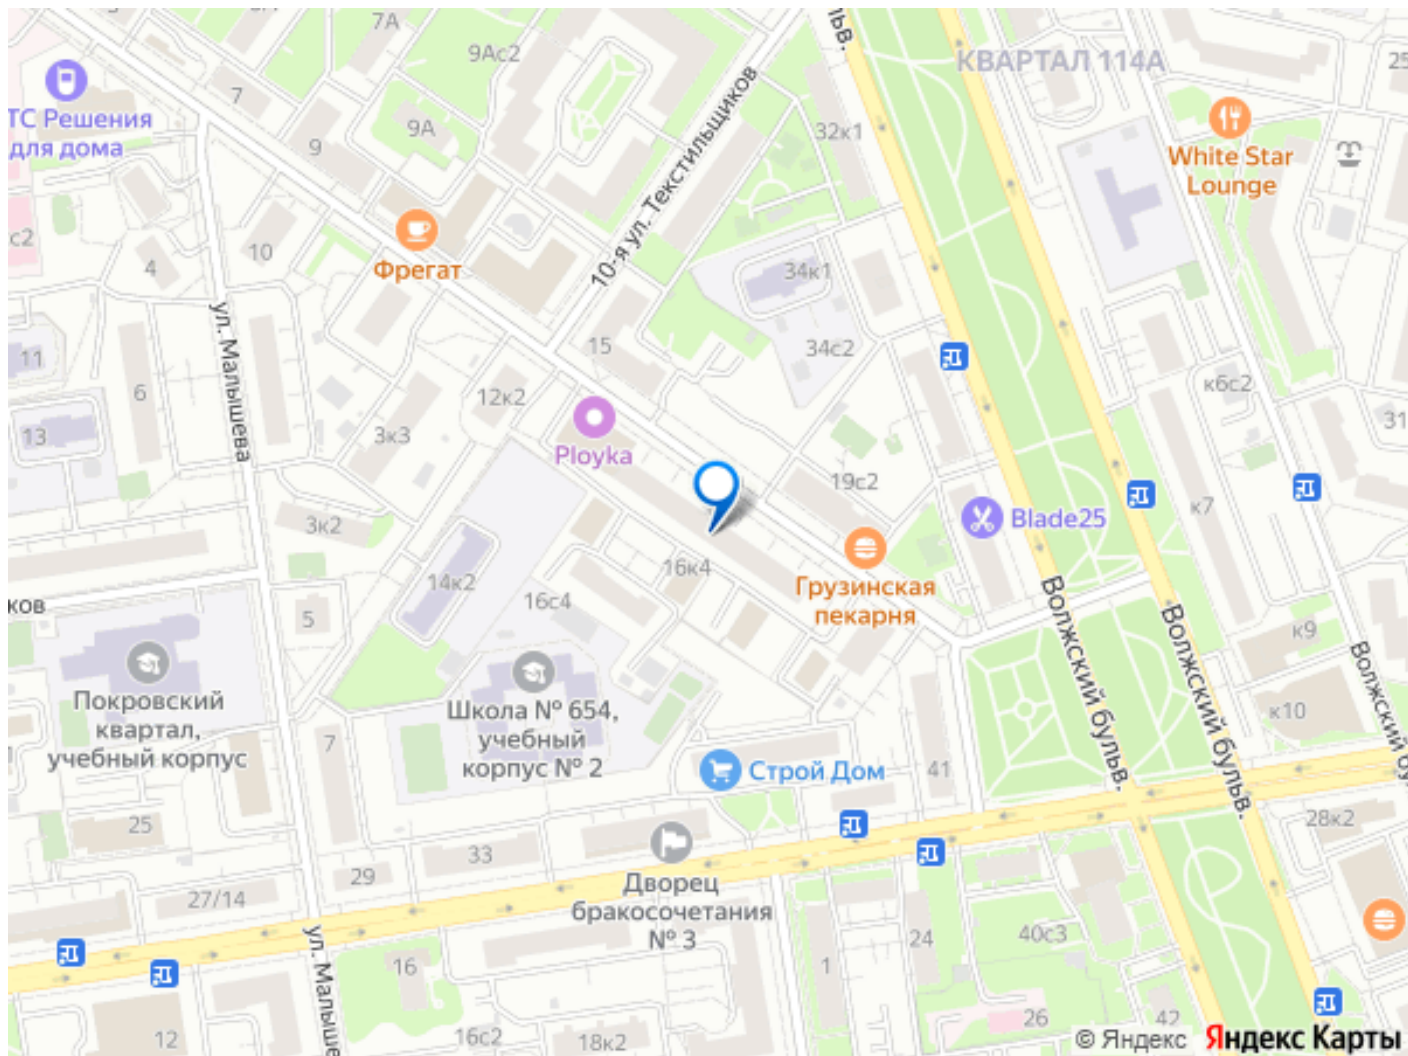 7А
9Ас2
КВАРТАЛ 114А
25
7
ТС Решения
для дома
9А
9
32к1
White Star
Lounge
10-я ул. Текстильщиков
с2
10
4
Фрегат
34к1
ул. Малышева
11
15
34с2
6
12к2
к6с2
13
3к3
31
Ployka
19с2
к7
3к2
Blade25
14к2
16к4
Грузинская
пекарня
ков
16с4
5
Волжский бульв.
Волжский бульв.
Волжский бу
к9
Покровский
квартал,
учебный корпус
Школа № 654,
учебный
корпус № 2
к10
7
Строй Дом
41
25
33
28к2
29
27/14
Дворец
бракосочетания
№ 3
ул. Малыше
16
24
40с3
1
12
16с2
18к2
26
42
© Яндекс Яндекс Карты